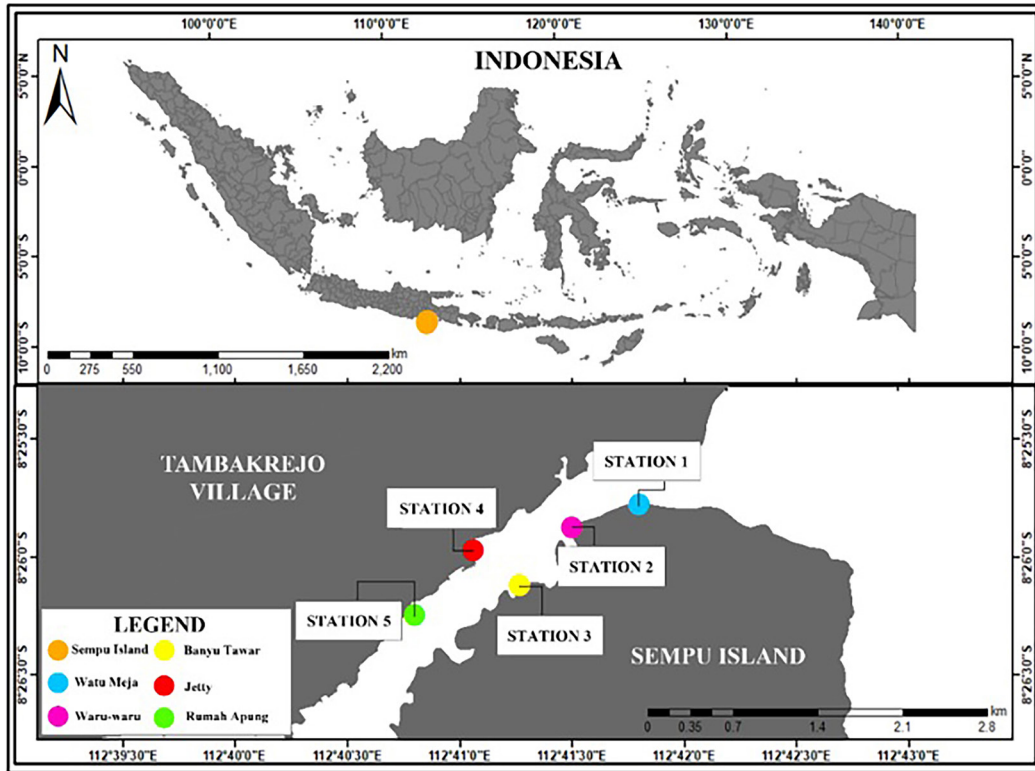 100°0'0"E 110°0'0"E 120°0'0"E 130°0'0"E 140°0'0"E
N
INDONESIA
5°0'0"N
5°0'0"N
0°0'0"
0°0'0"
5°0'0"S
5°0'0"S
10°0'0"S
10°0'0"S
km
0 275 550 1,100 1,650 2,200
8°25'30"S
8°25'30"S
TAMBAKREJO
VILLAGE
STATION 1
STATION 4
8°26'0"S
8°26'0"S
STATION 2
STATION 5
STATION 3
SEMPU ISLAND
8°26'30"S
8°26'30"S
LEGEND
Sempu Island Banyu Tawar
Watu Meja Jetty
Waru-waru Rumah Apung
km
0 0.35 0.7 1.4 2.1 2.8
112°39'30"E 112°40'0"E 112°40'30"E 112°41'0"E 112°41'30"E 112°42'0"E 112°42'30"E 112°43'0"E